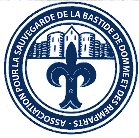 ASSOCIATION POUR LA SAUVEGARDE DE LA BASTIDE DE DOMME ET DES REMPARTS -